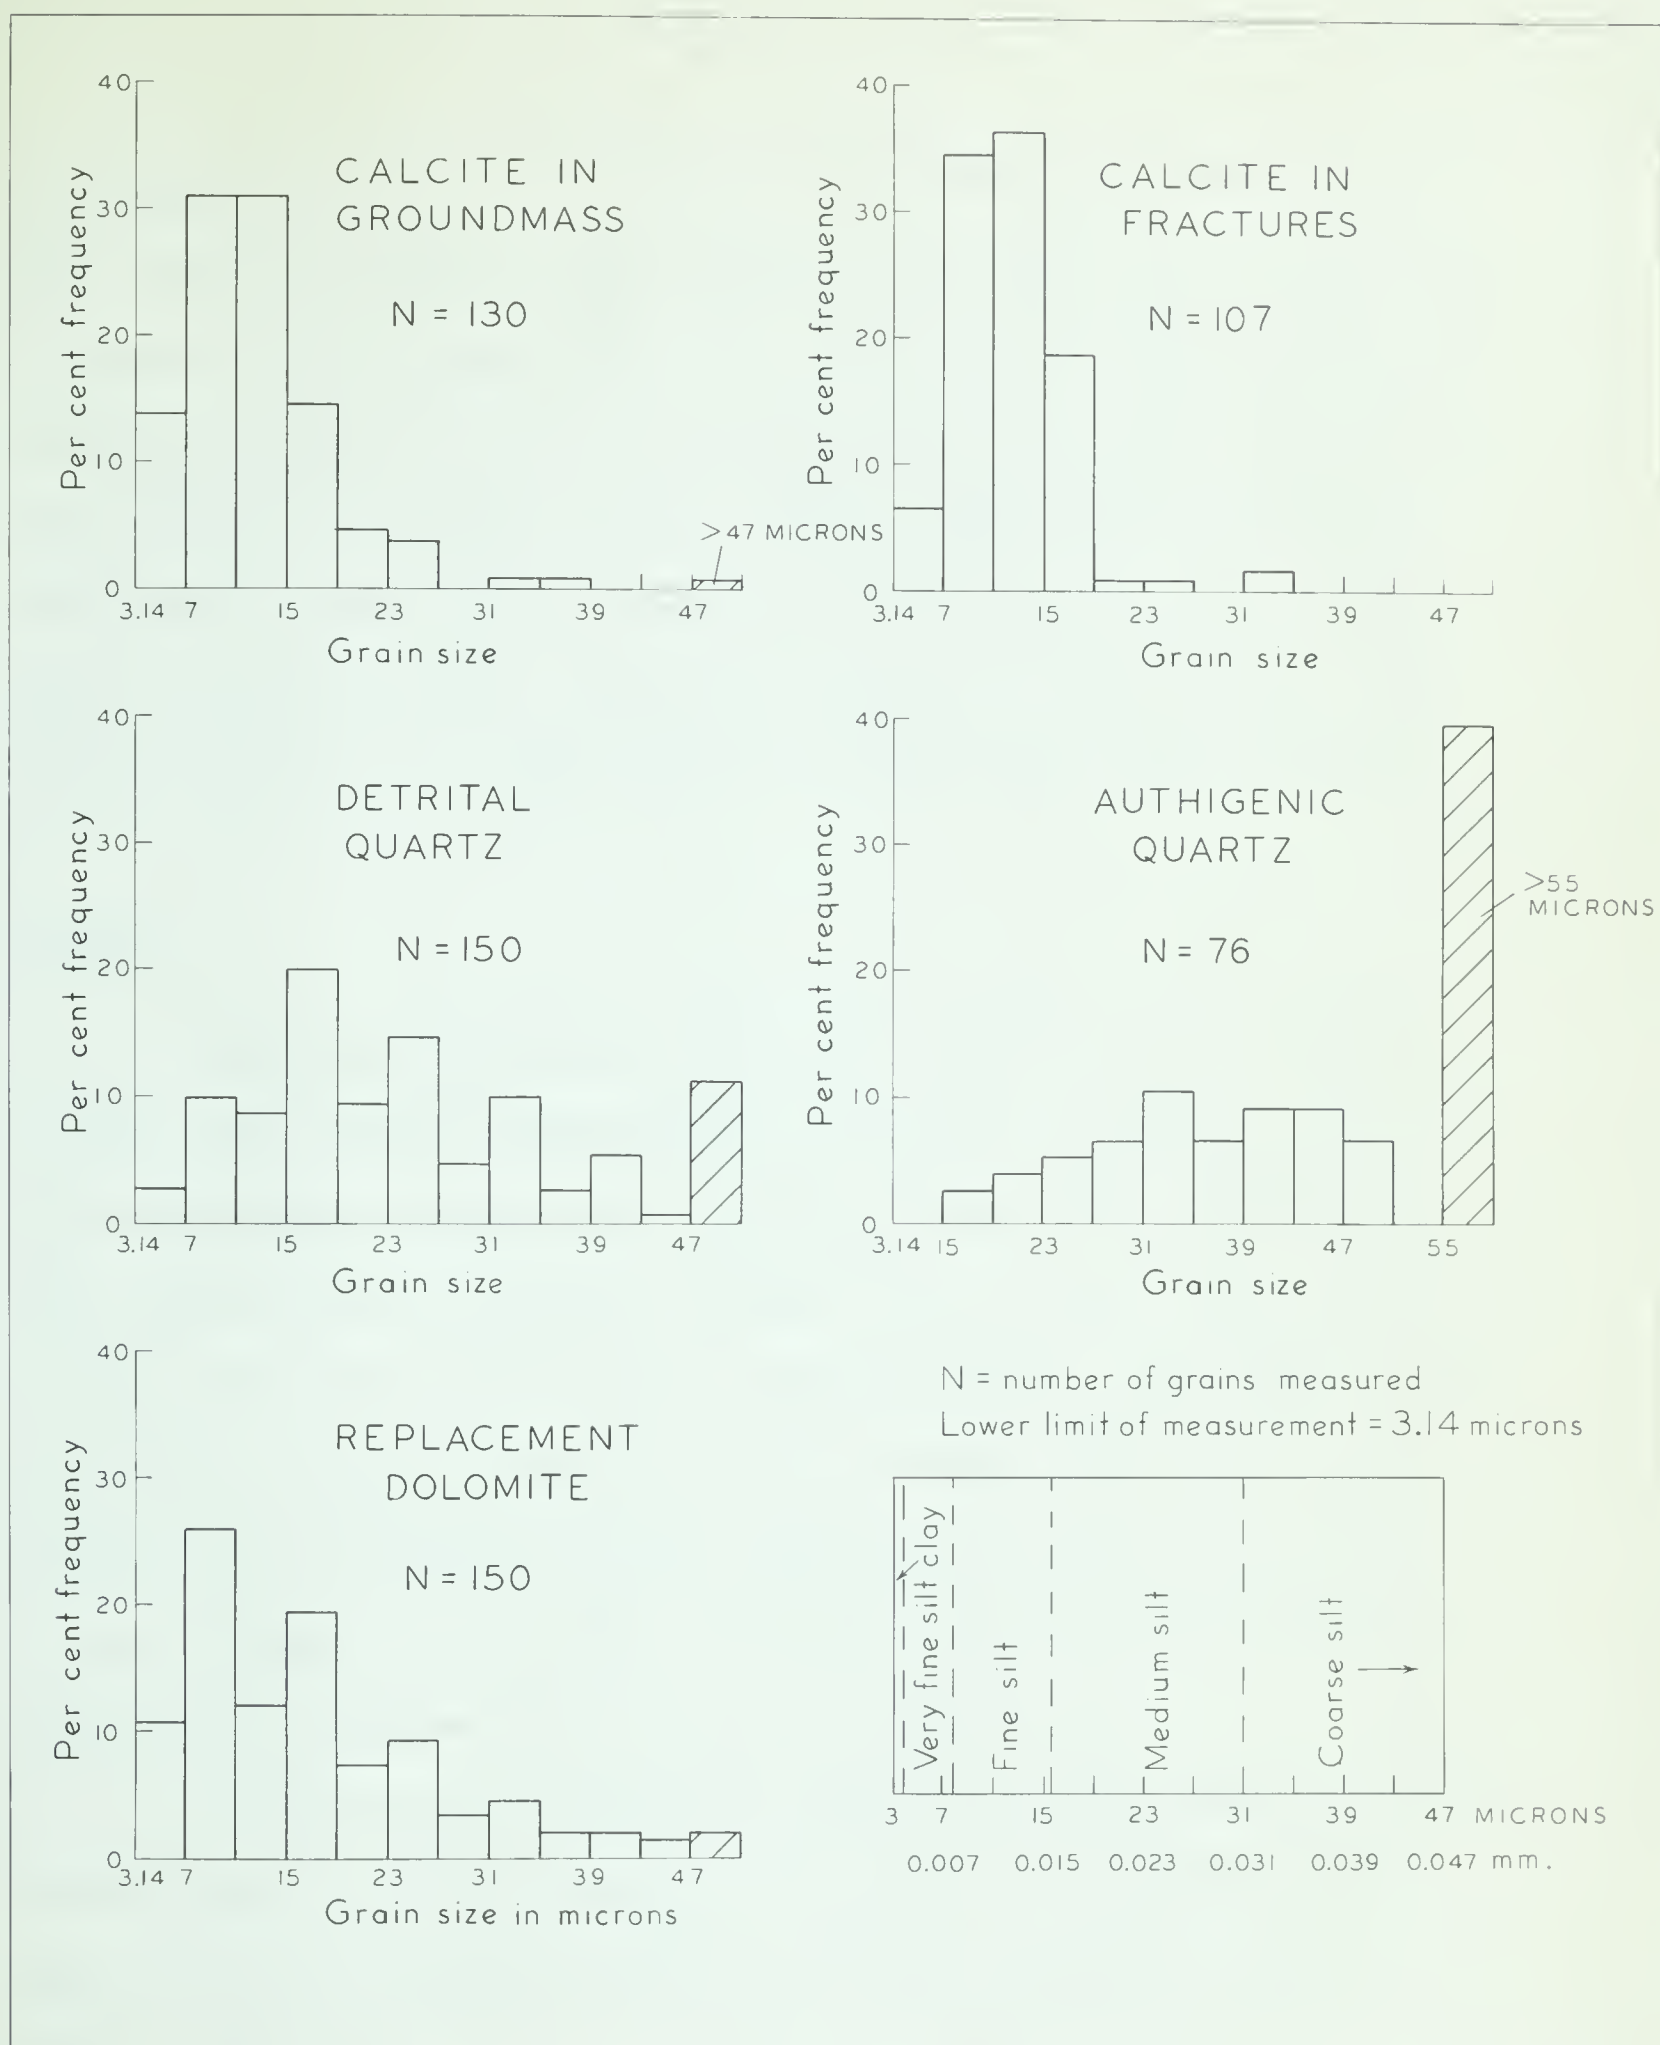 CALCITE IN
GROUNDMASS
N = 130
Per cent frequency
40
30
20
10
0
>47 MICRONS
3.14 7 15 23 31 39 47
Grain size
CALCITE IN
FRACTURES
N = 107
Per cent frequency
40
30
20
10
0
3.14 7 15 23 31 39 47
Grain size
DETRITAL
QUARTZ
N = 150
Per cent frequency
40
30
20
10
0
3.14 7 15 23 31 39 47
Grain size
AUTHIGENIC
QUARTZ
N = 76
Per cent frequency
40
30
20
10
0
>55
MICRONS
3.14 15 23 31 39 47 55
Grain size
REPLACEMENT
DOLOMITE
N = 150
Per cent frequency
40
30
20
10
0
3.14 7 15 23 31 39 47
Grain size in microns
N = number of grains measured
Lower limit of measurement = 3.14 microns
clay
Very fine silt
Fine silt
Medium silt
Coarse silt
3 7 15 23 31 39 47 MICRONS
0.007 0.015 0.023 0.031 0.039 0.047 mm.